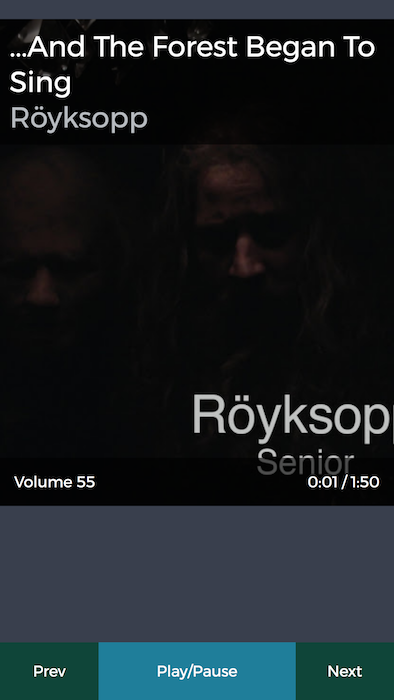 ...And The Forest Began To
Sing
Röyksopp
Röyksopp
Senior
Volume 55
0:01 / 1:50
Prev
Play/Pause
Next